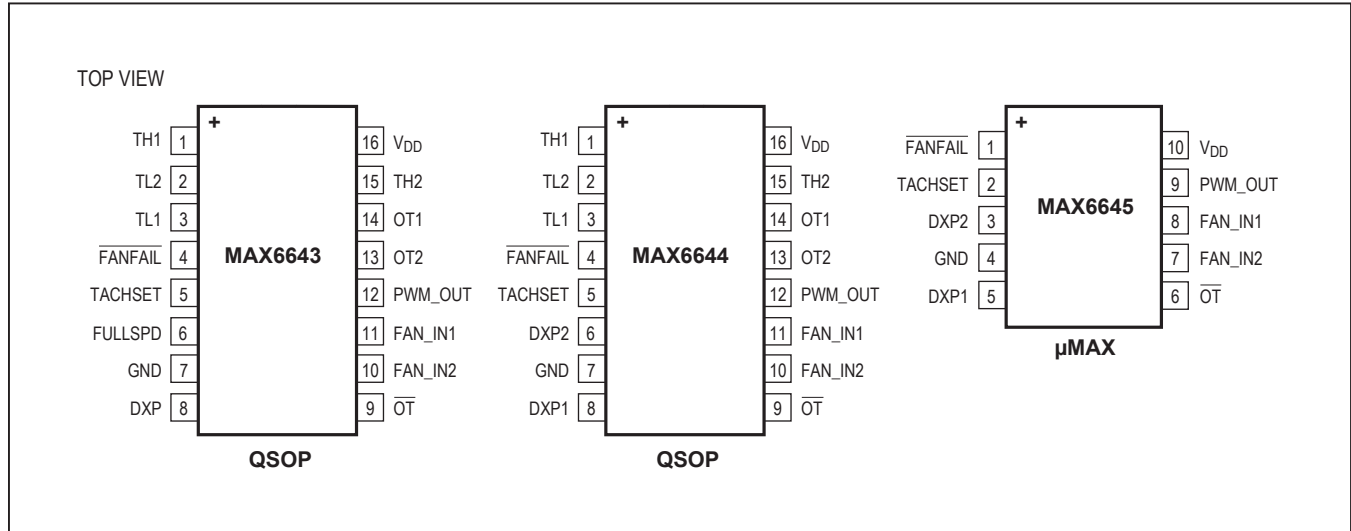 TOP VIEW
+
MAX6643
TH1 1
TL2 2
TL1 3
FANFAIL 4
TACHSET 5
FULLSPD 6
GND 7
DXP 8
16 VDD
15 TH2
14 OT1
13 OT2
12 PWM_OUT
11 FAN_IN1
10 FAN_IN2
9 OT
QSOP
+
MAX6644
TH1 1
TL2 2
TL1 3
FANFAIL 4
TACHSET 5
DXP2 6
GND 7
DXP1 8
16 VDD
15 TH2
14 OT1
13 OT2
12 PWM_OUT
11 FAN_IN1
10 FAN_IN2
9 OT
QSOP
+
MAX6645
FANFAIL 1
TACHSET 2
DXP2 3
GND 4
DXP1 5
10 VDD
9 PWM_OUT
8 FAN_IN1
7 FAN_IN2
6 OT
µMAX